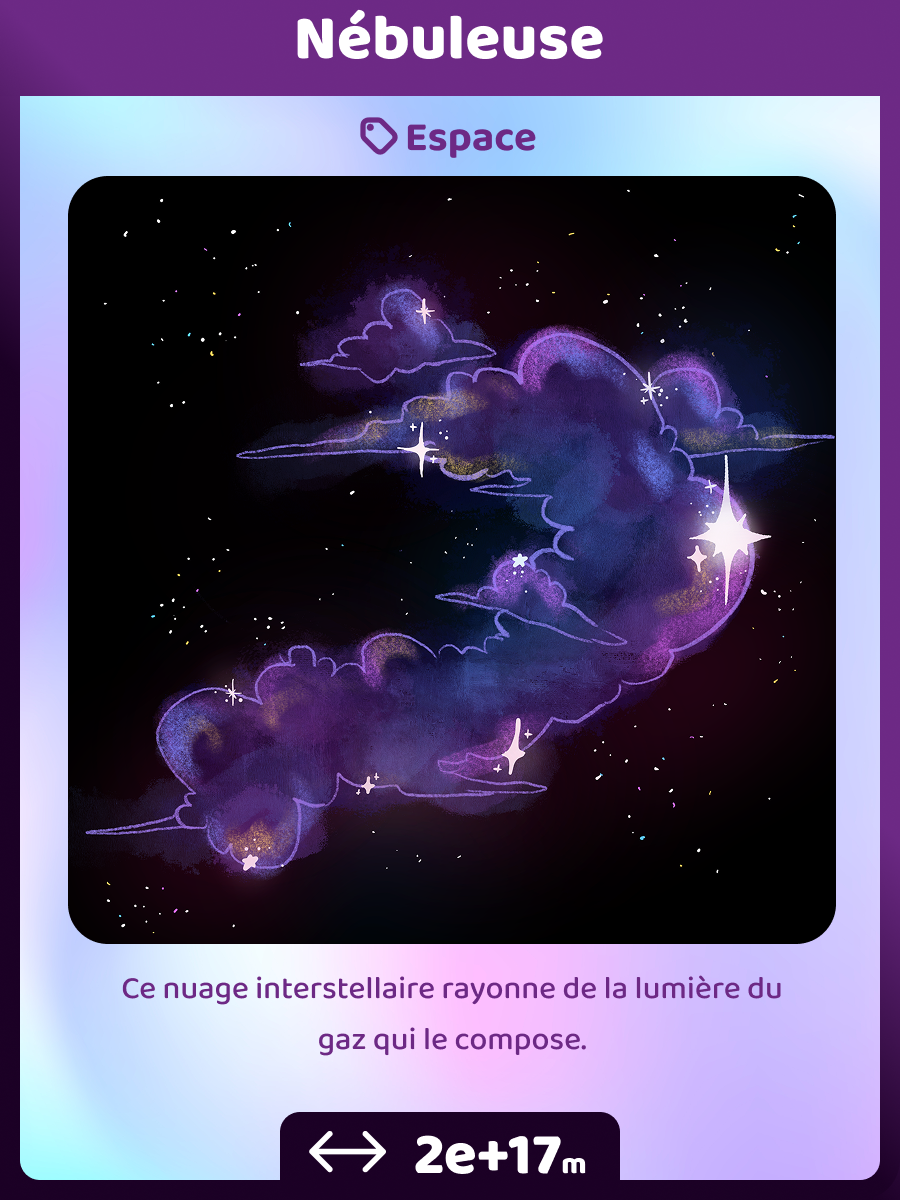 Nébuleuse
Espace
Ce nuage interstellaire rayonne de la lumière du
gaz qui le compose.
2e+17m